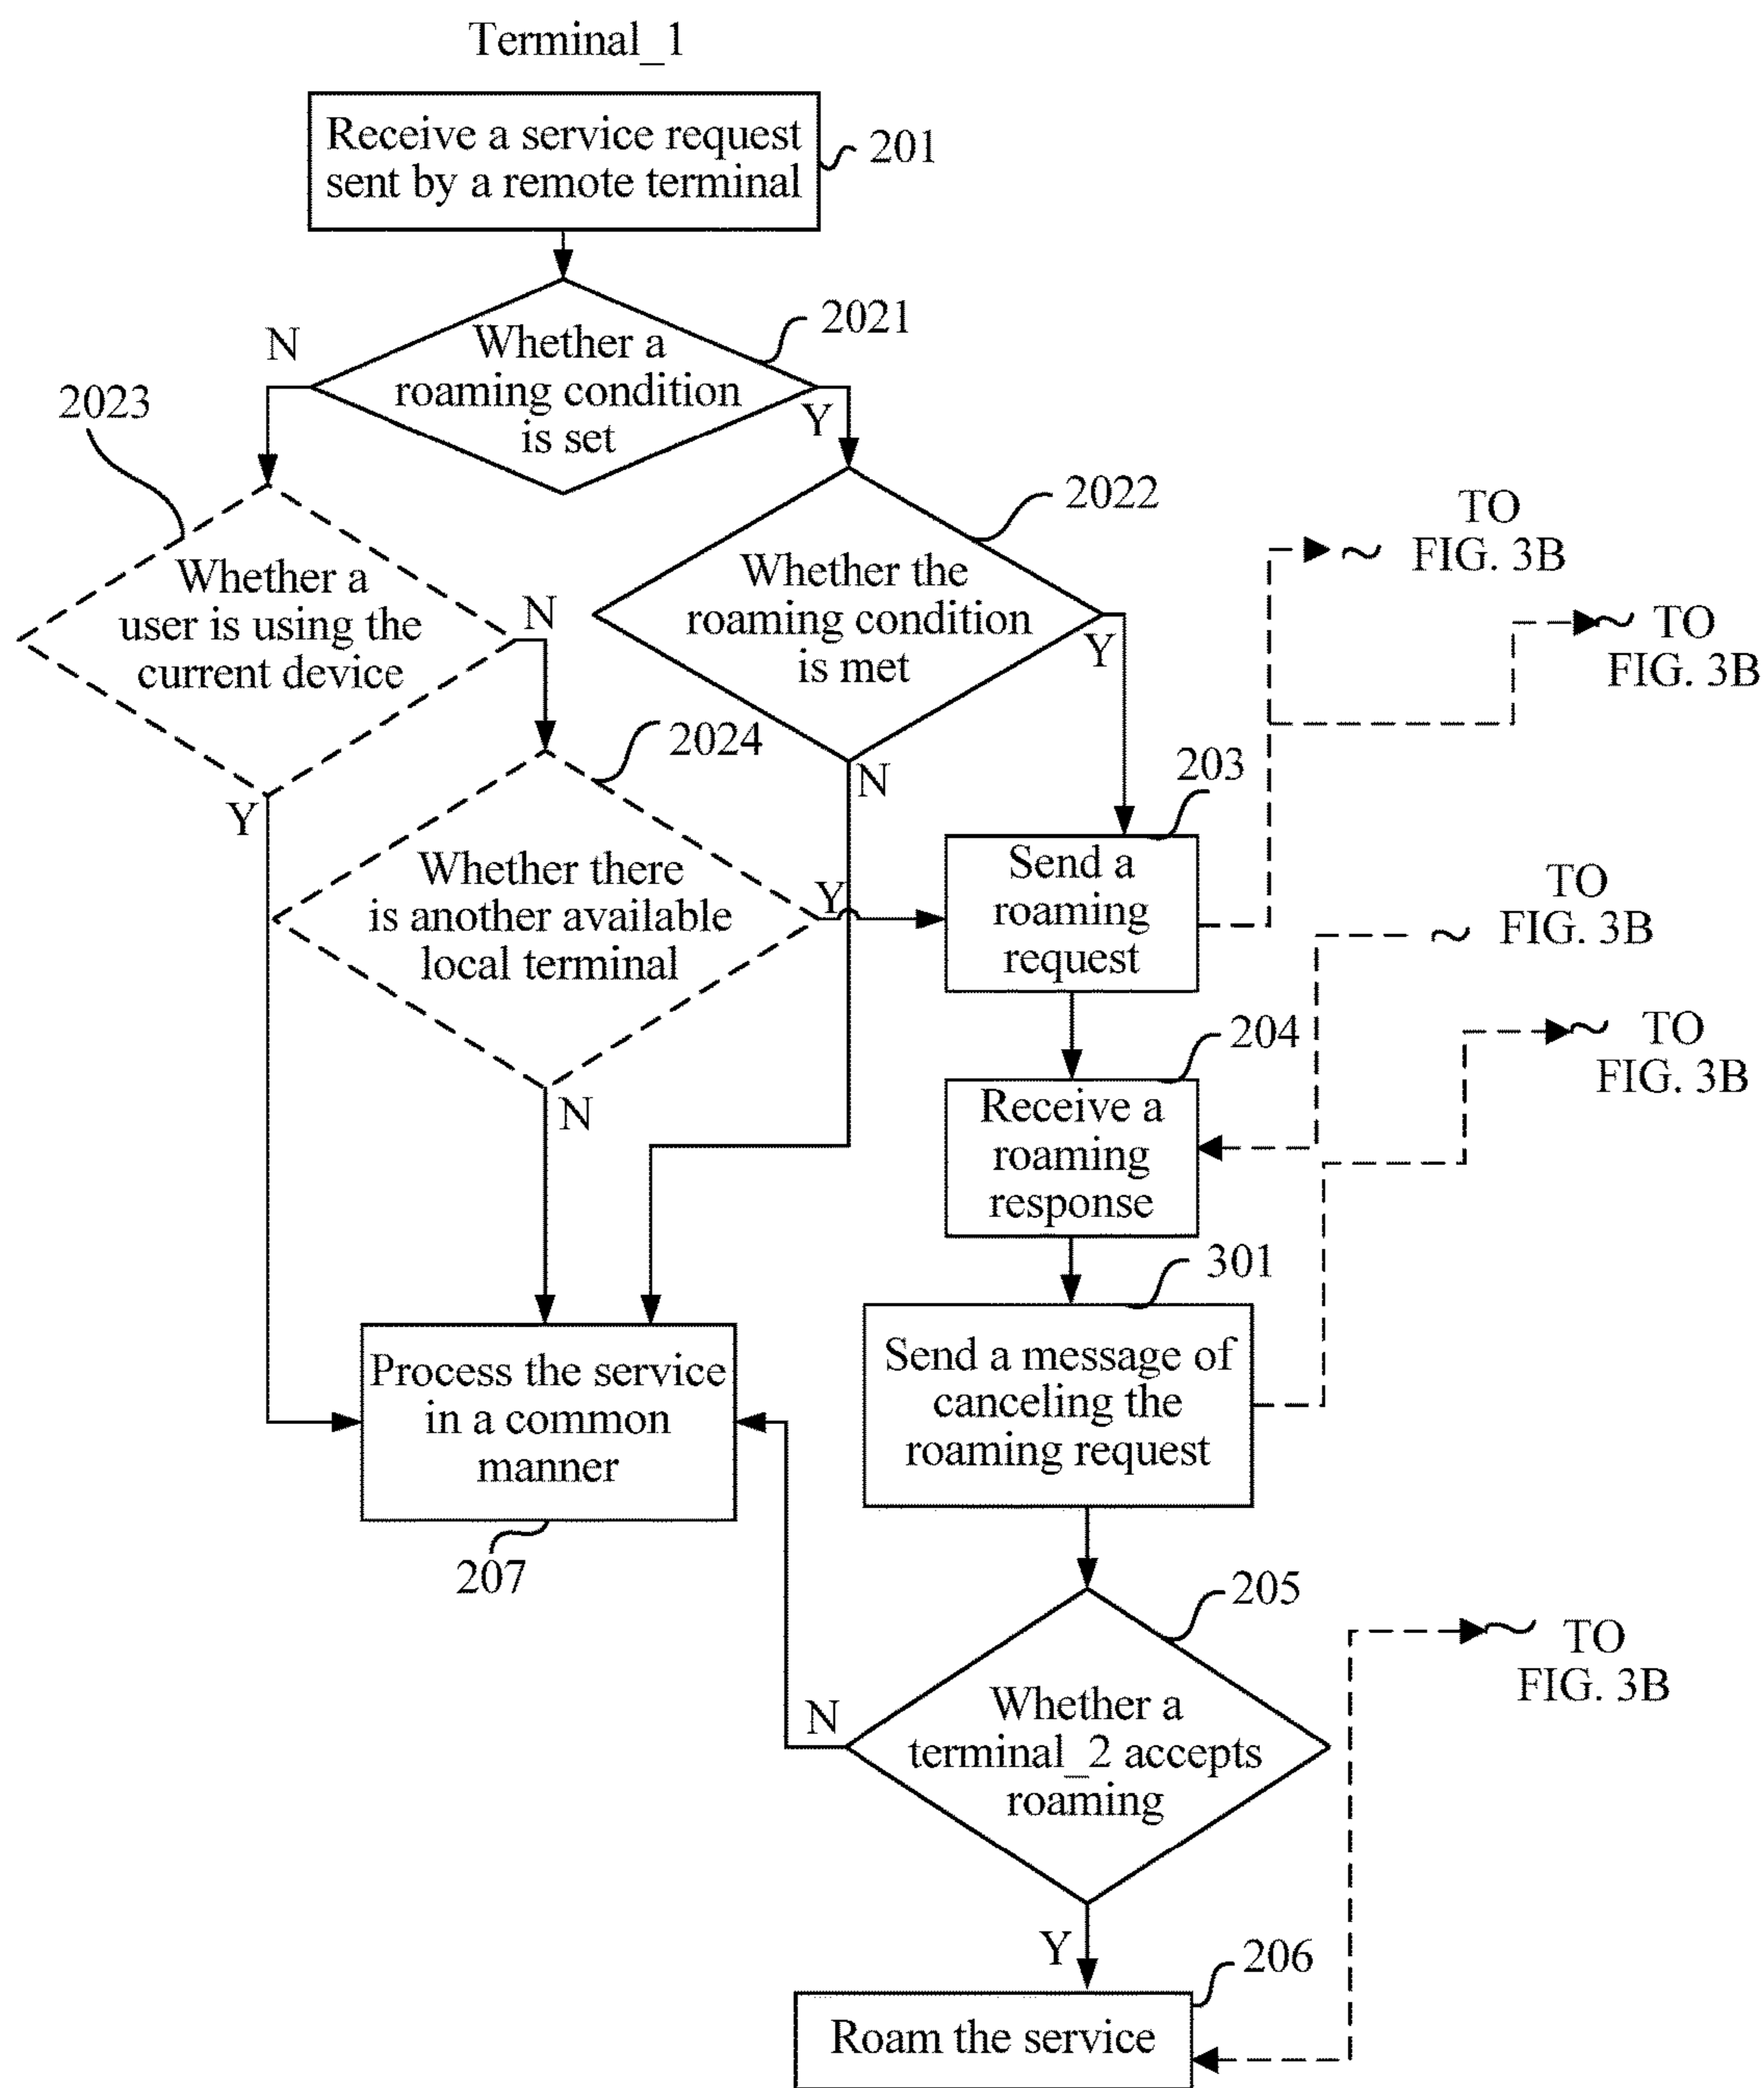 Terminal_1
Receive a service request
sent by a remote terminal
201
Whether a
roaming condition
is set
2021
N
Y
2023
Whether a
user is using the
current device
N
Y
2022
Whether the
roaming condition
is met
Y
N
TO
FIG. 3B
TO
FIG. 3B
2024
Whether there
is another available
local terminal
Y
N
203
Send a
roaming
request
TO
FIG. 3B
204
Receive a
roaming
response
TO
FIG. 3B
301
Send a message of
canceling the
roaming request
Process the service
in a common
manner
207
205
Whether a
terminal_2 accepts
roaming
N
Y
TO
FIG. 3B
206
Roam the service